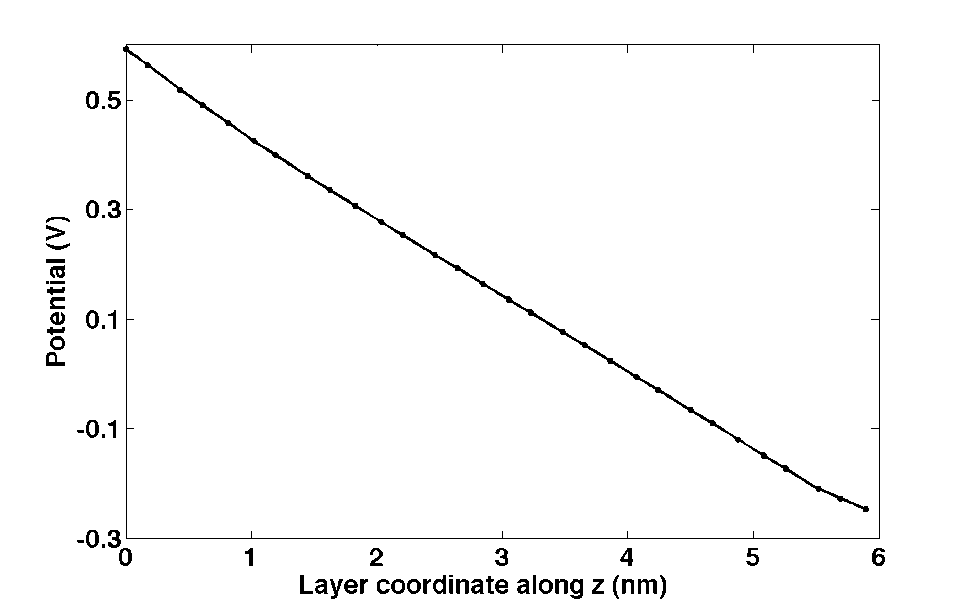 0.5
0.3
0.1
-0.1
-0.3
Potential (V)
0 1 2 3 4 5 6
Layer coordinate along z (nm)